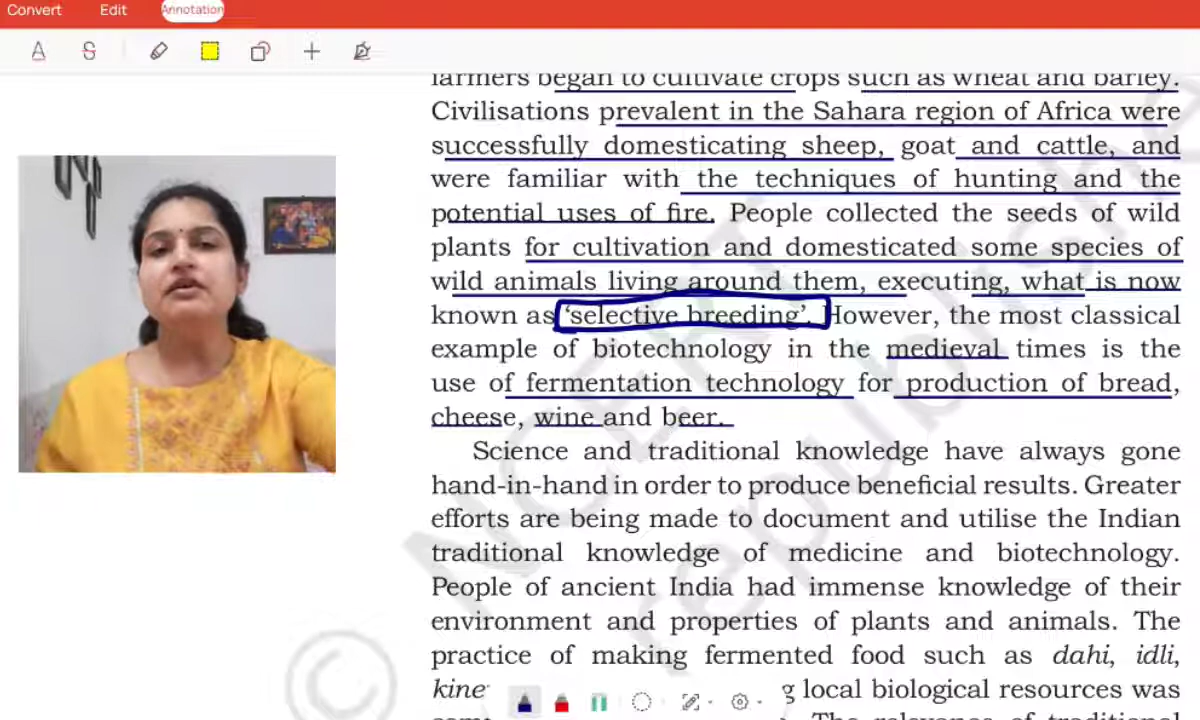 Convert Edit Annotation
farmers began to cultivate crops such as wheat and barley.
Civilisations prevalent in the Sahara region of Africa were
successfully domesticating sheep, goat and cattle, and
were familiar with the techniques of hunting and the
potential uses of fire. People collected the seeds of wild
plants for cultivation and domesticated some species of
wild animals living around them, executing, what is now
known as ‘selective breeding’. However, the most classical
example of biotechnology in the medieval times is the
use of fermentation technology for production of bread,
cheese, wine and beer.
Science and traditional knowledge have always gone
hand-in-hand in order to produce beneficial results. Greater
efforts are being made to document and utilise the Indian
traditional knowledge of medicine and biotechnology.
People of ancient India had immense knowledge of their
environment and properties of plants and animals. The
practice of making fermented food such as dahi, idli,
local biological resources was
The relevance of traditional
© NCERT
republished